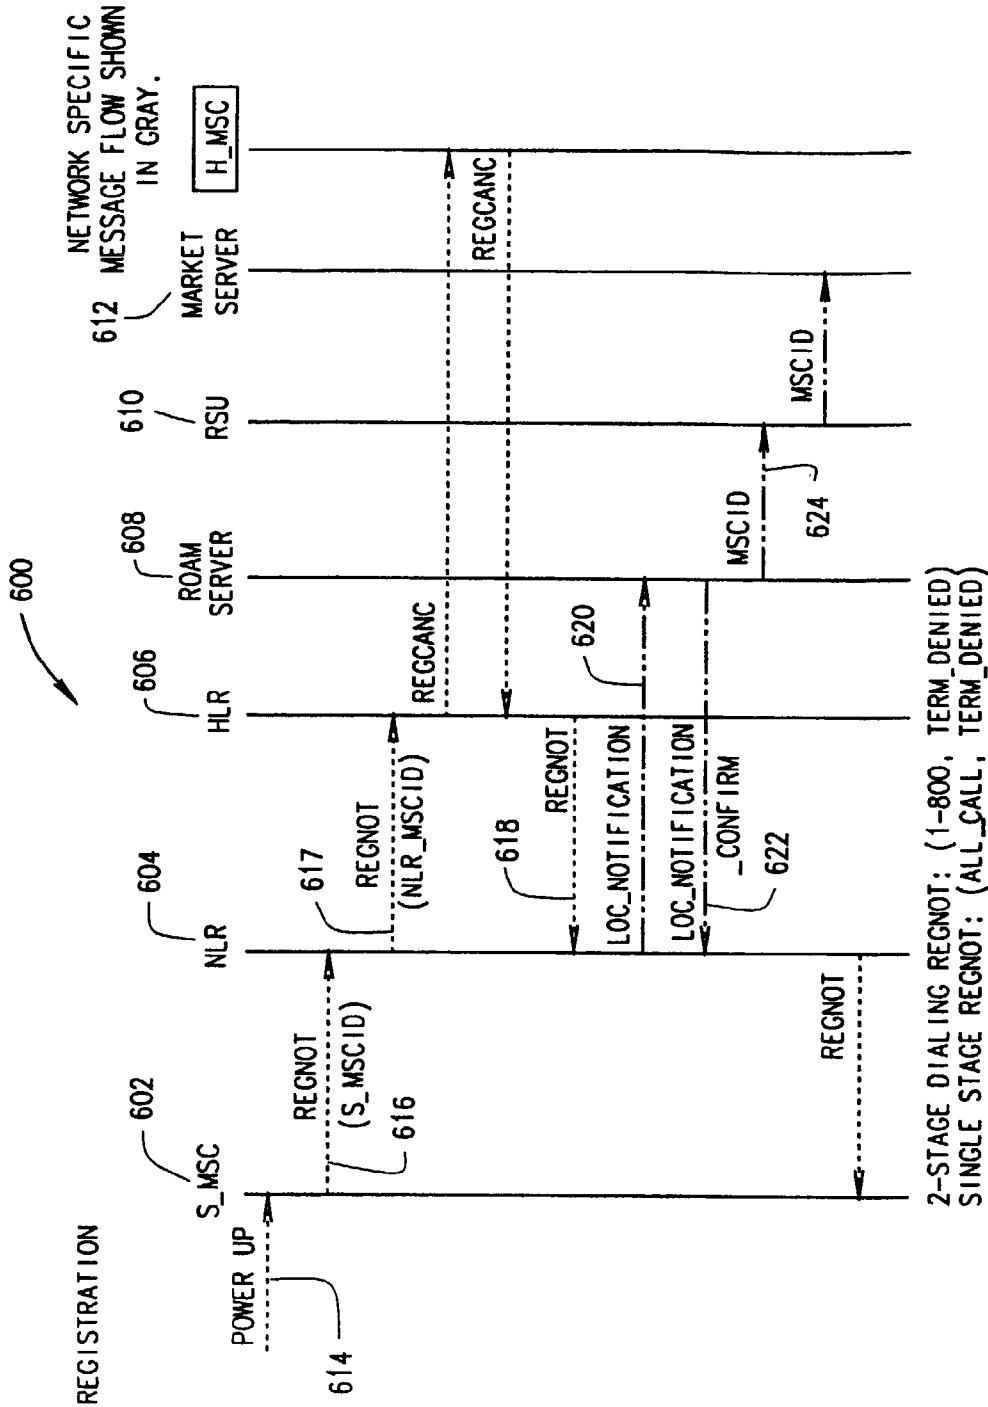 REGISTRATION
600
NETWORK SPECIFIC
MESSAGE FLOW SHOWN
IN GRAY.
602
S_MSC
604
NLR
606
HLR
608
ROAM
SERVER
610
RSU
612
MARKET
SERVER
H_MSC
POWER UP
614
REGNOT
(S_MSCID)
616
617
REGNOT
(NLR_MSCID)
REGCANC
REGCANC
REGNOT
618
LOC_NOTIFICATION
620
LOC_NOTIFICATION
_CONFIRM
622
MSCID
624
MSCID
REGNOT
2-STAGE DIALING REGNOT: (1-800, TERM_DENIED)
SINGLE STAGE REGNOT: (ALL_CALL, TERM_DENIED)